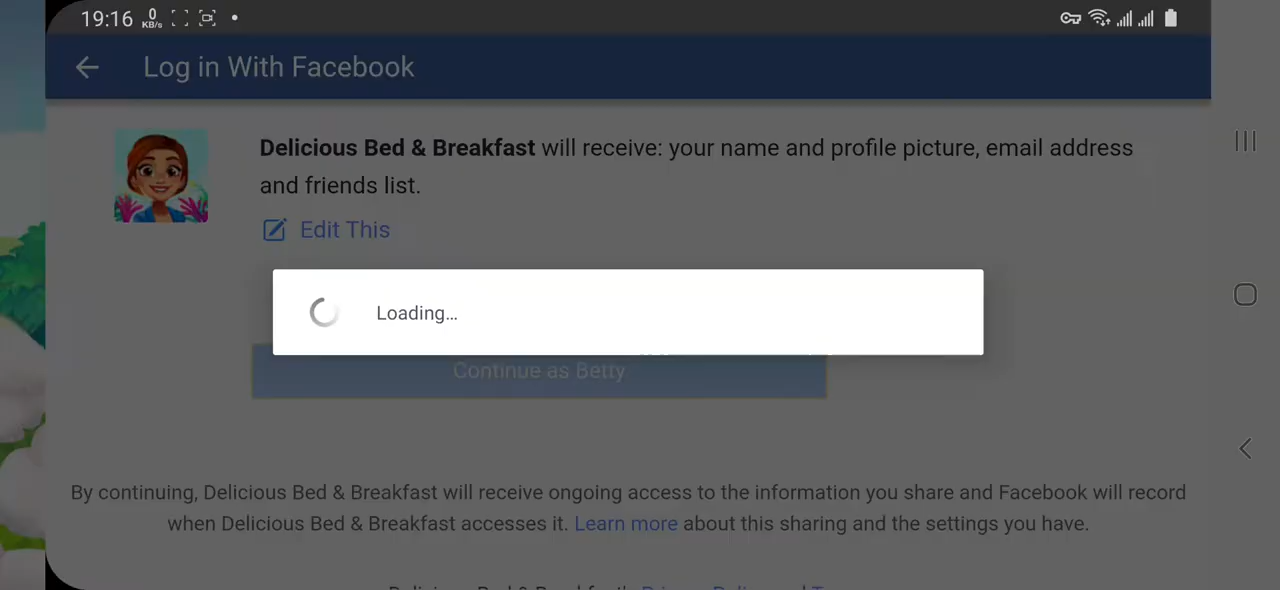 19:16 0 KB/s
Log in With Facebook
Delicious Bed & Breakfast will receive: your name and profile picture, email address
and friends list.
Edit This
Loading…
Continue as Betty
By continuing, Delicious Bed & Breakfast will receive ongoing access to the information you share and Facebook will record
when Delicious Bed & Breakfast accesses it. Learn more about this sharing and the settings you have.